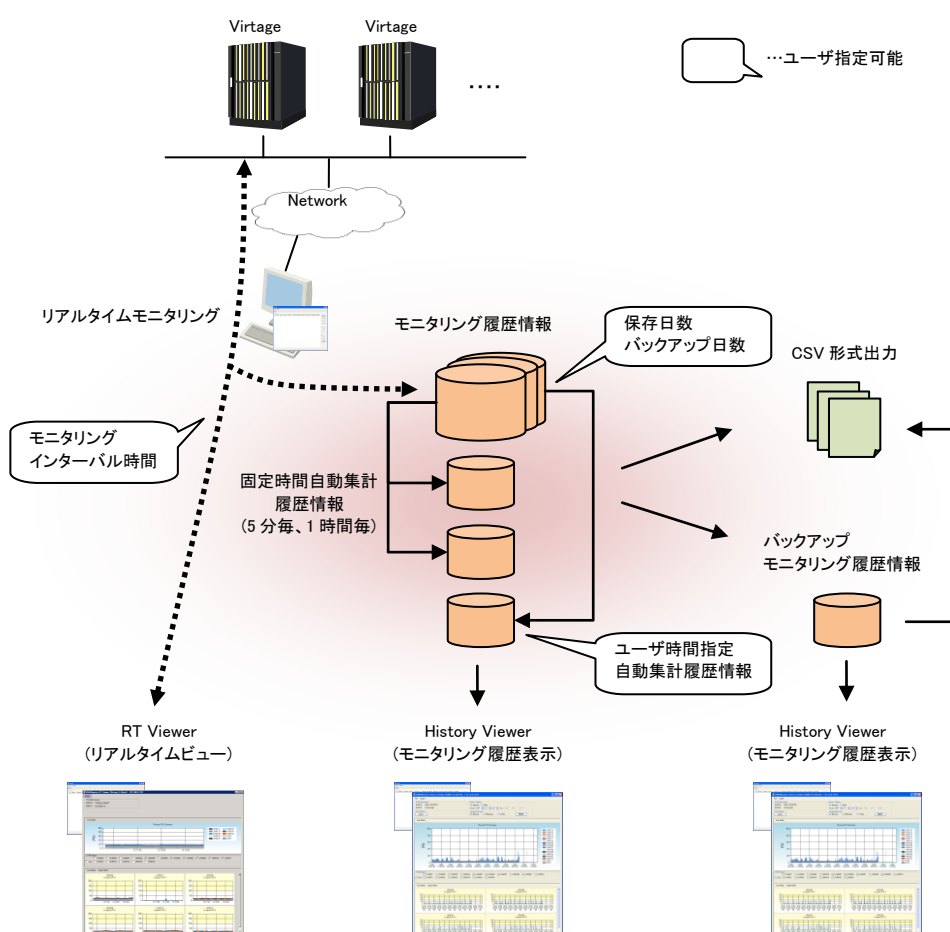 Virtage
Virtage
....
…ユーザ指定可能
Network
リアルタイムモニタリング
モニタリング履歴情報
保存日数
バックアップ日数
CSV 形式出力
モニタリング
インターバル時間
固定時間自動集計
履歴情報
(5 分毎、1 時間毎)
バックアップ
モニタリング履歴情報
ユーザ時間指定
自動集計履歴情報
RT Viewer
(リアルタイムビュー)
History Viewer
(モニタリング履歴表示)
History Viewer
(モニタリング履歴表示)